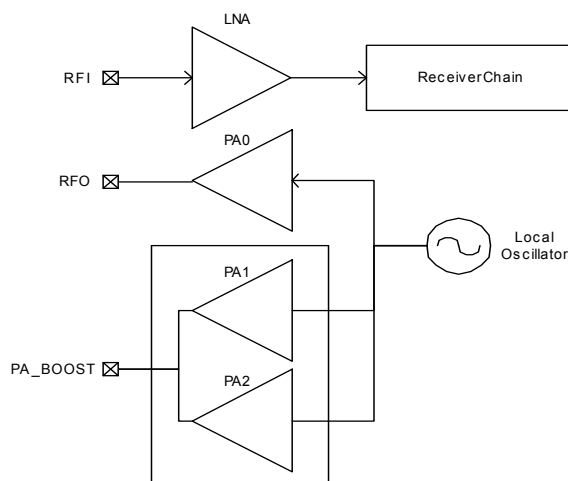 LNA
RFI
ReceiverChain
PA0
RFO
Local
Oscillator
PA1
PA_BOOST
PA2